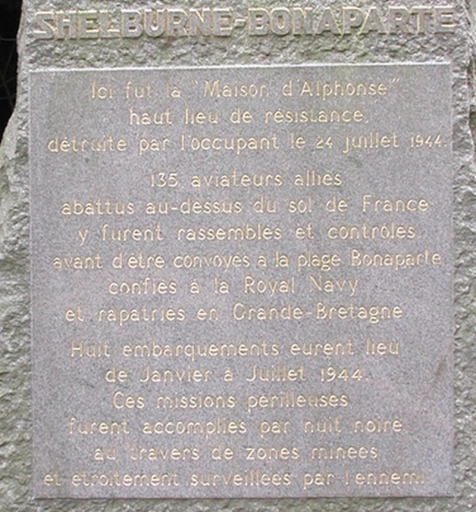 SHELBURNE-BONAPARTE
Ici fut la "Maison d'Alphonse"
haut lieu de résistance,
détruite par l'occupant le 24 juillet 1944.
135 aviateurs alliés
abattus au-dessus du sol de France
y furent rassemblés et contrôlés
avant d'être convoyés à la plage Bonaparte
confiés à la Royal Navy
et rapatriés en Grande-Bretagne
Huit embarquements eurent lieu
de Janvier à Juillet 1944.
Ces missions périlleuses
furent accomplies par nuit noire,
au travers de zones minées
et étroitement surveillées par l'ennemi.